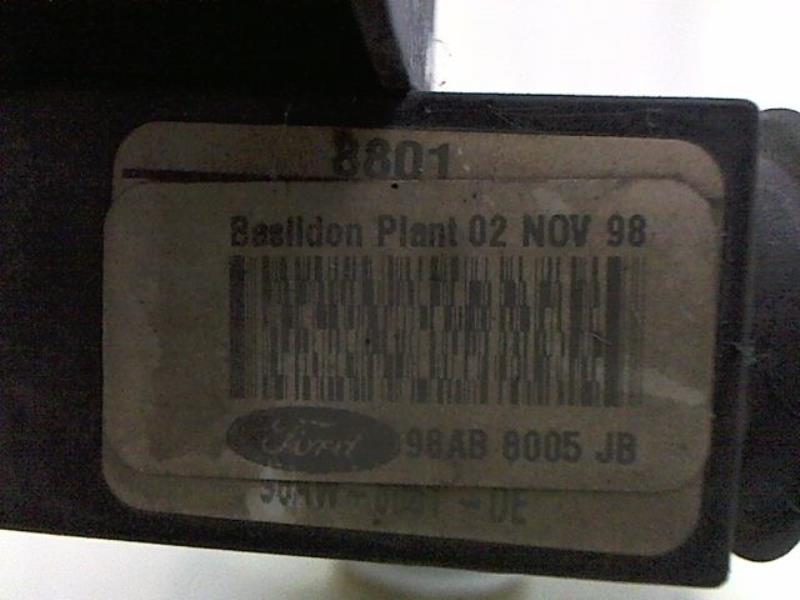 8801
Basildon Plant 02 NOV 98
Ford 98AB 8005 JB